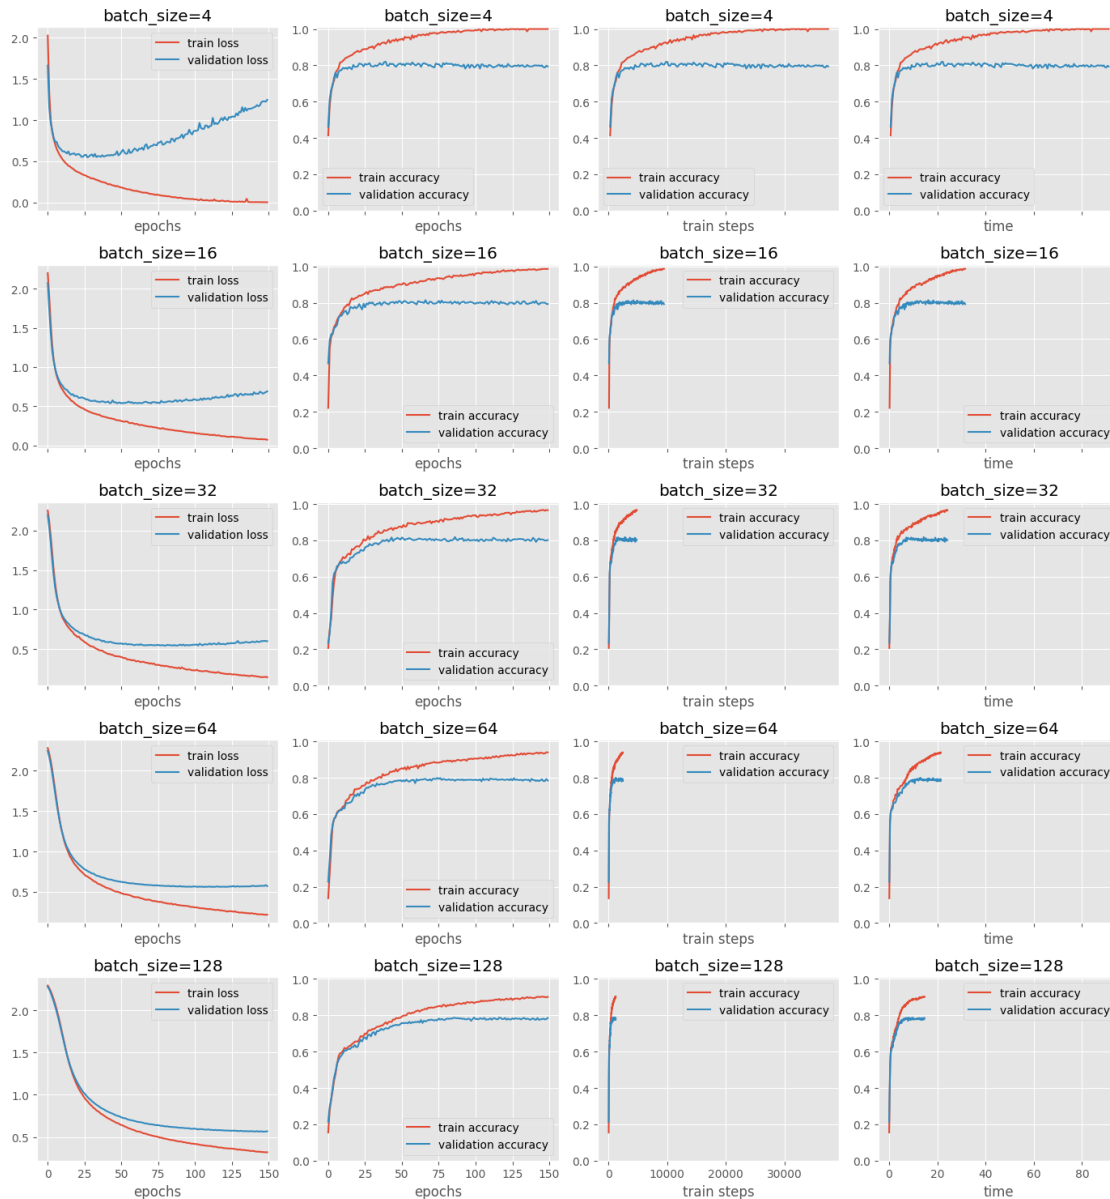 batch_size=4
2.0
1.5
1.0
0.5
0.0
train loss
validation loss
epochs
batch_size=4
1.0
0.8
0.6
0.4
0.2
0.0
train accuracy
validation accuracy
epochs
batch_size=4
1.0
0.8
0.6
0.4
0.2
0.0
train accuracy
validation accuracy
train steps
batch_size=4
1.0
0.8
0.6
0.4
0.2
0.0
train accuracy
validation accuracy
time
batch_size=16
2.0
1.5
1.0
0.5
0.0
train loss
validation loss
epochs
batch_size=16
1.0
0.8
0.6
0.4
0.2
0.0
train accuracy
validation accuracy
epochs
batch_size=16
1.0
0.8
0.6
0.4
0.2
0.0
train accuracy
validation accuracy
train steps
batch_size=16
1.0
0.8
0.6
0.4
0.2
0.0
train accuracy
validation accuracy
time
batch_size=32
2.0
1.5
1.0
0.5
train loss
validation loss
epochs
batch_size=32
1.0
0.8
0.6
0.4
0.2
0.0
train accuracy
validation accuracy
epochs
batch_size=32
1.0
0.8
0.6
0.4
0.2
0.0
train accuracy
validation accuracy
train steps
batch_size=32
1.0
0.8
0.6
0.4
0.2
0.0
train accuracy
validation accuracy
time
batch_size=64
2.0
1.5
1.0
0.5
train loss
validation loss
epochs
batch_size=64
1.0
0.8
0.6
0.4
0.2
0.0
train accuracy
validation accuracy
epochs
batch_size=64
1.0
0.8
0.6
0.4
0.2
0.0
train accuracy
validation accuracy
train steps
batch_size=64
1.0
0.8
0.6
0.4
0.2
0.0
train accuracy
validation accuracy
time
batch_size=128
2.0
1.5
1.0
0.5
train loss
validation loss
0 25 50 75 100 125 150
epochs
batch_size=128
1.0
0.8
0.6
0.4
0.2
0.0
train accuracy
validation accuracy
0 25 50 75 100 125 150
epochs
batch_size=128
1.0
0.8
0.6
0.4
0.2
0.0
train accuracy
validation accuracy
0 10000 20000 30000
train steps
batch_size=128
1.0
0.8
0.6
0.4
0.2
0.0
train accuracy
validation accuracy
0 20 40 60 80
time